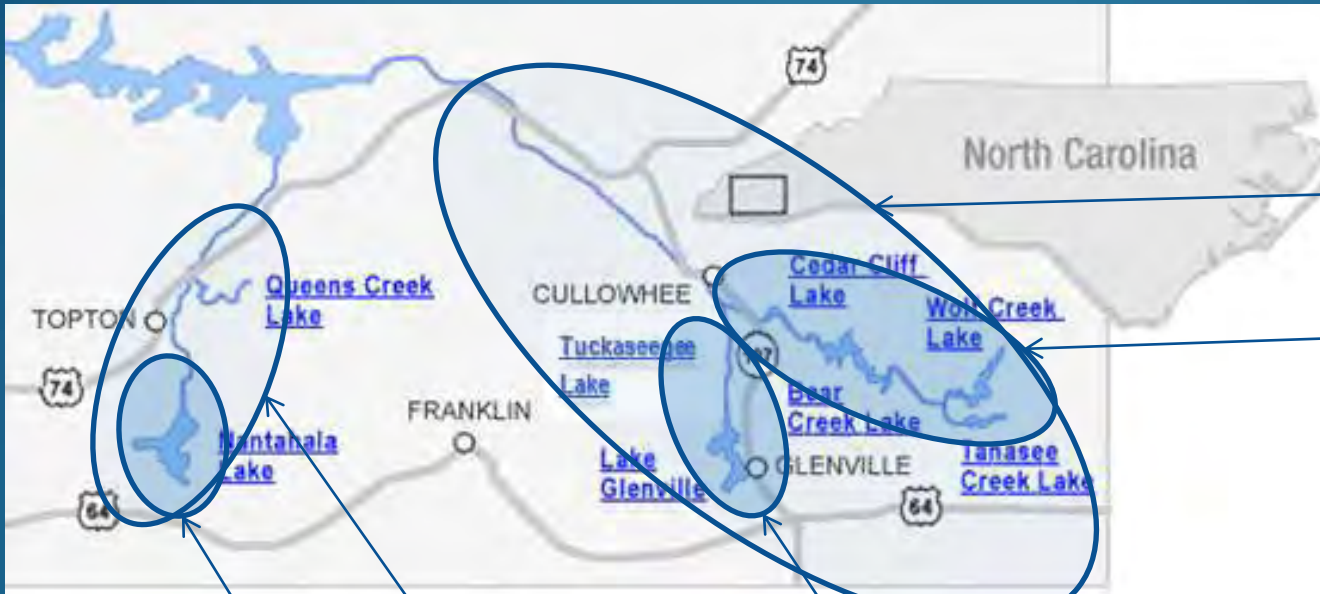 74
North Carolina
Cedar Cliff
Lake
Queens Creek
Lake
CULLOWHEE
Wolf Creek
Lake
TOPTON
Tuckaseegee
Lake
107
74
Bear
Creek Lake
FRANKLIN
Nantahala
Lake
Lake
Glenville
GLENVILLE
Tanasee
Creek Lake
64
64